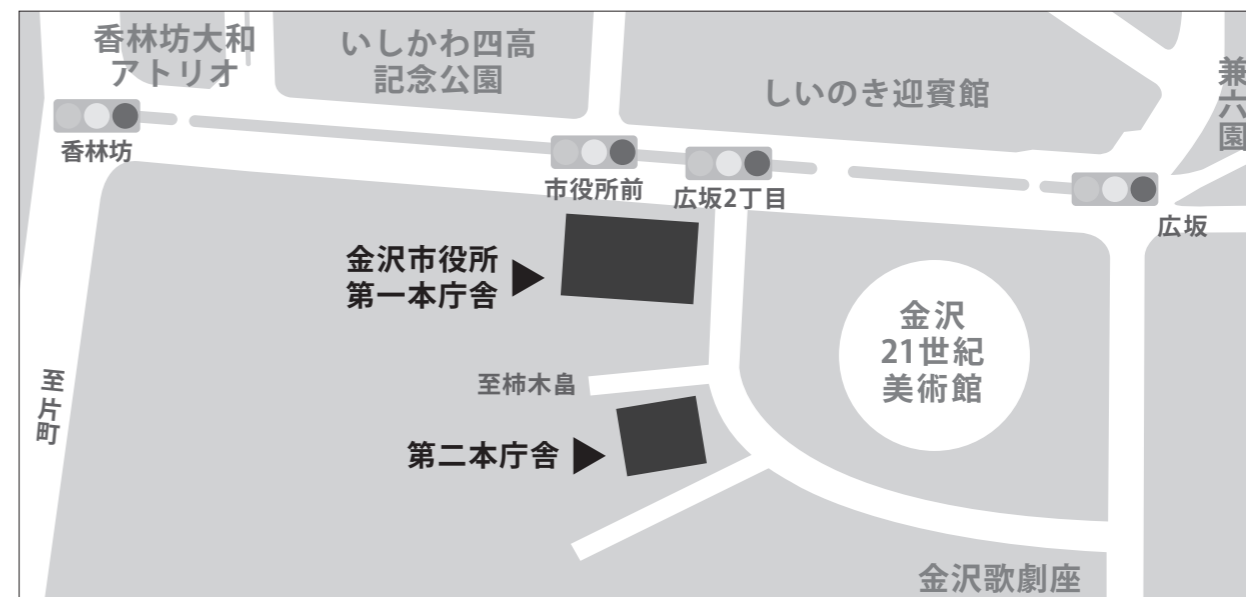 香林坊大和
アトリオ
いしかわ四高
記念公園
しいのき迎賓館
兼六園
香林坊
市役所前
広坂2丁目
広坂
金沢市役所
第一本庁舎
金沢
21世紀
美術館
至片町
至柿木畠
第二本庁舎
金沢歌劇座